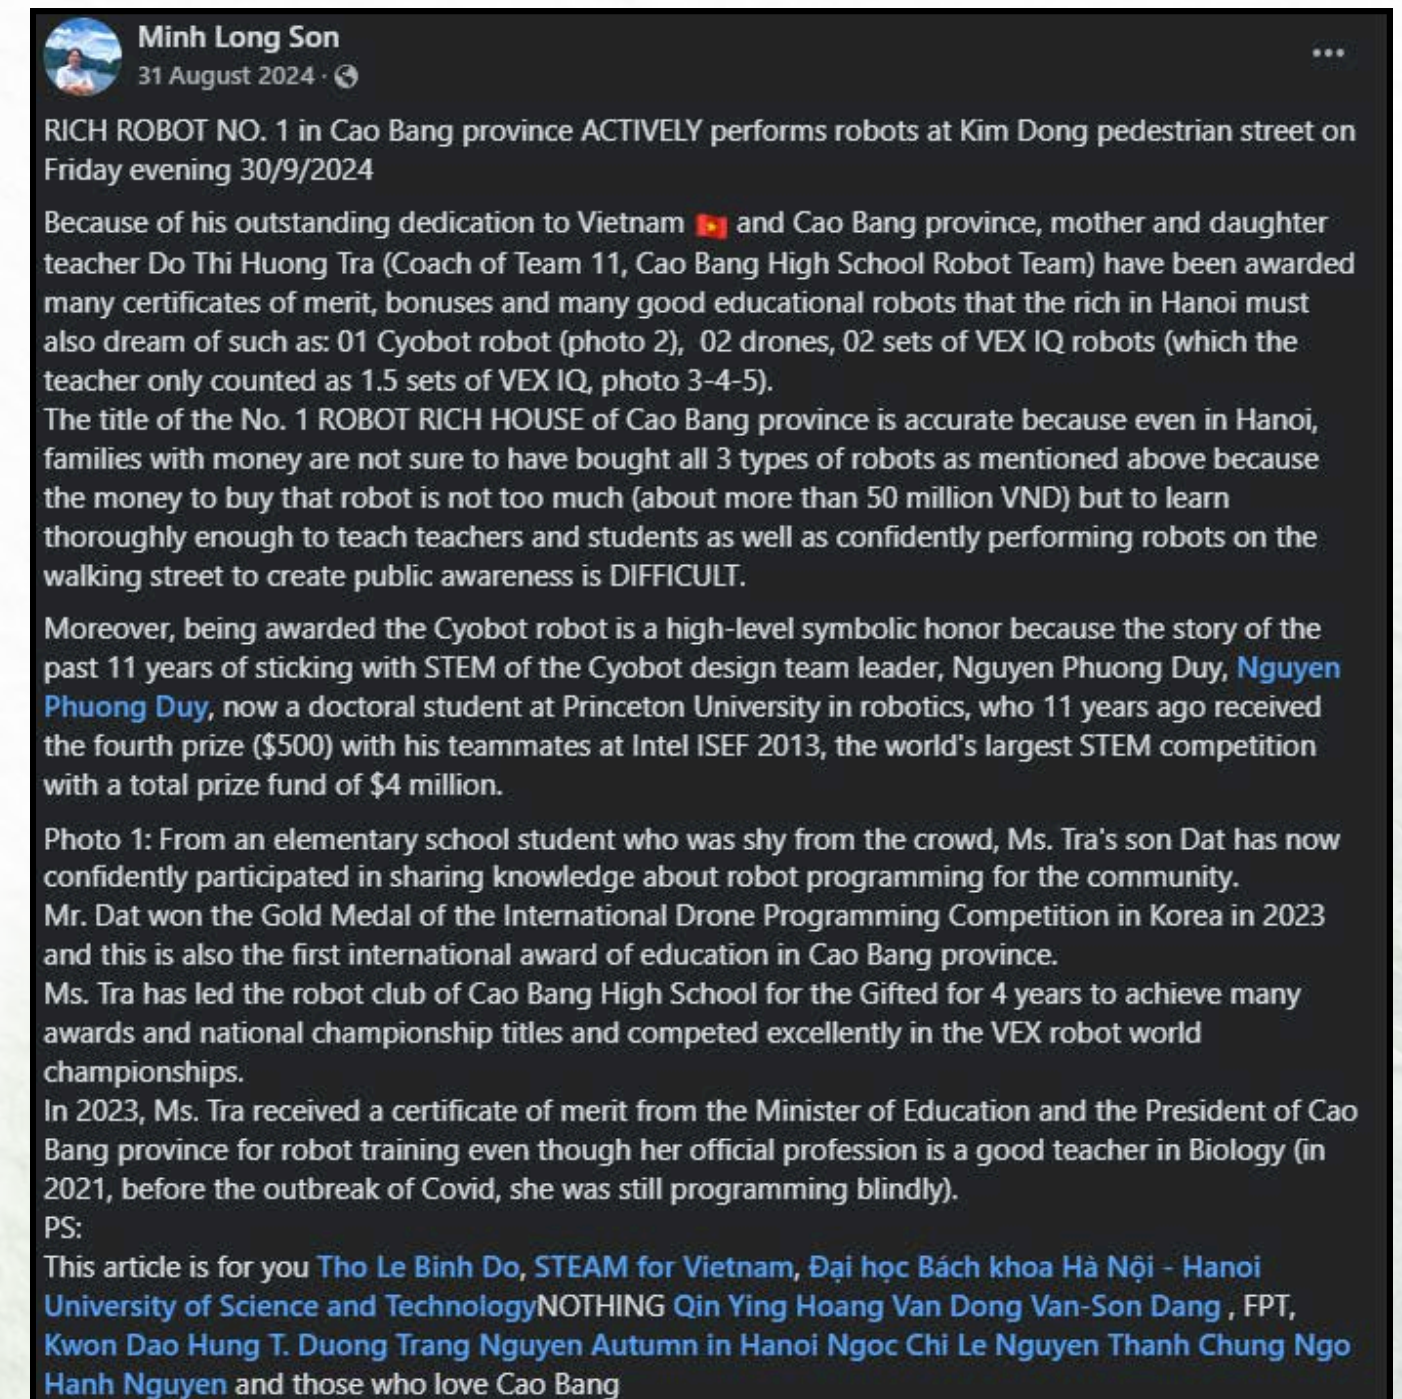 Minh Long Son
31 August 2024 ·
RICH ROBOT NO. 1 in Cao Bang province ACTIVELY performs robots at Kim Dong pedestrian street on
Friday evening 30/9/2024
Because of his outstanding dedication to Vietnam 🇻🇳 and Cao Bang province, mother and daughter
teacher Do Thi Huong Tra (Coach of Team 11, Cao Bang High School Robot Team) have been awarded
many certificates of merit, bonuses and many good educational robots that the rich in Hanoi must
also dream of such as: 01 Cyobot robot (photo 2), 02 drones, 02 sets of VEX IQ robots (which the
teacher only counted as 1.5 sets of VEX IQ, photo 3-4-5).
The title of the No. 1 ROBOT RICH HOUSE of Cao Bang province is accurate because even in Hanoi,
families with money are not sure to have bought all 3 types of robots as mentioned above because
the money to buy that robot is not too much (about more than 50 million VND) but to learn
thoroughly enough to teach teachers and students as well as confidently performing robots on the
walking street to create public awareness is DIFFICULT.
Moreover, being awarded the Cyobot robot is a high-level symbolic honor because the story of the
past 11 years of sticking with STEM of the Cyobot design team leader, Nguyen Phuong Duy, Nguyen
Phuong Duy, now a doctoral student at Princeton University in robotics, who 11 years ago received
the fourth prize ($500) with his teammates at Intel ISEF 2013, the world's largest STEM competition
with a total prize fund of $4 million.
Photo 1: From an elementary school student who was shy from the crowd, Ms. Tra's son Dat has now
confidently participated in sharing knowledge about robot programming for the community.
Mr. Dat won the Gold Medal of the International Drone Programming Competition in Korea in 2023
and this is also the first international award of education in Cao Bang province.
Ms. Tra has led the robot club of Cao Bang High School for the Gifted for 4 years to achieve many
awards and national championship titles and competed excellently in the VEX robot world
championships.
In 2023, Ms. Tra received a certificate of merit from the Minister of Education and the President of Cao
Bang province for robot training even though her official profession is a good teacher in Biology (in
2021, before the outbreak of Covid, she was still programming blindly).
PS:
This article is for you Tho Le Binh Do, STEAM for Vietnam, Đại học Bách khoa Hà Nội - Hanoi
University of Science and TechnologyNOTHING Qin Ying Hoang Van Dong Van-Son Dang , FPT,
Kwon Dao Hung T. Duong Trang Nguyen Autumn in Hanoi Ngoc Chi Le Nguyen Thanh Chung Ngo
Hanh Nguyen and those who love Cao Bang